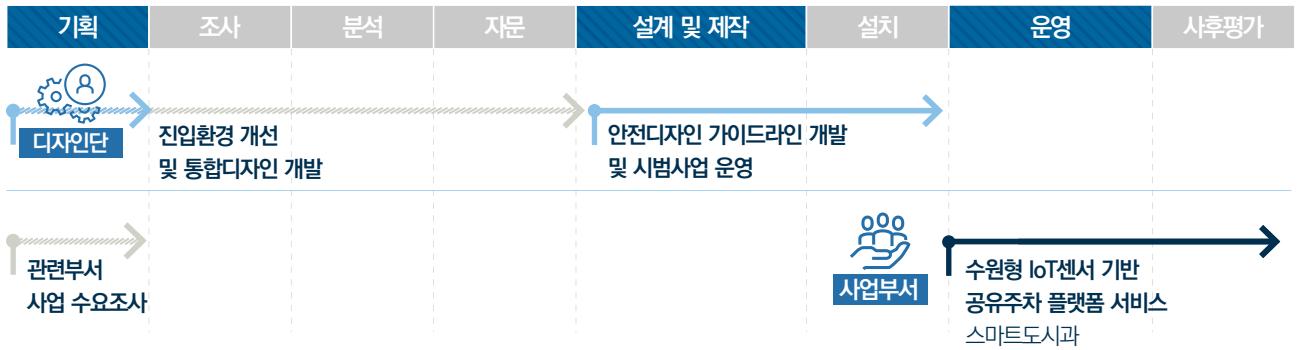 기획 조사 분석 자문 설계 및 제작 설치 운영 사후평가
디자인단
진입환경 개선
및 통합디자인 개발
안전디자인 가이드라인 개발
및 시범사업 운영
관련부서
사업 수요조사
사업부서
수원형 IoT센서 기반
공유주차 플랫폼 서비스
스마트도시과